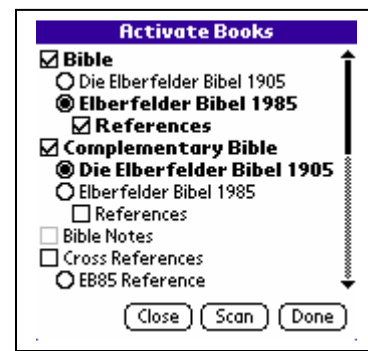 Activate Books
Bible
Die Elberfelder Bibel 1905
Elberfelder Bibel 1985
References
Complementary Bible
Die Elberfelder Bibel 1905
Elberfelder Bibel 1985
References
Bible Notes
Cross References
EB85 Reference
Close Scan Done